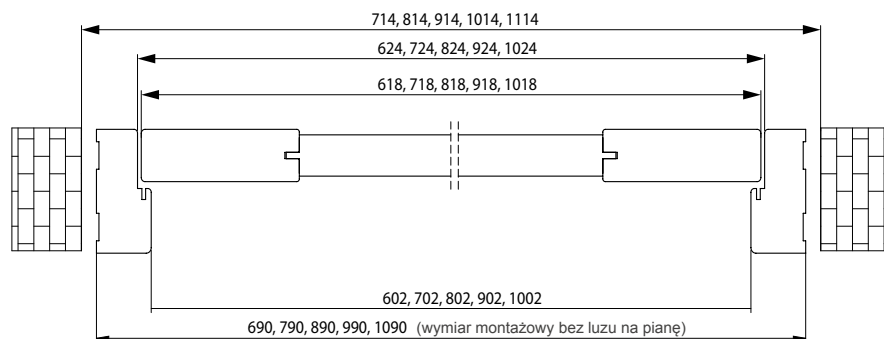 714, 814, 914, 1014, 1114
624, 724, 824, 924, 1024
618, 718, 818, 918, 1018
602, 702, 802, 902, 1002
690, 790, 890, 990, 1090 (wymiar montażowy bez luzu na pianę)